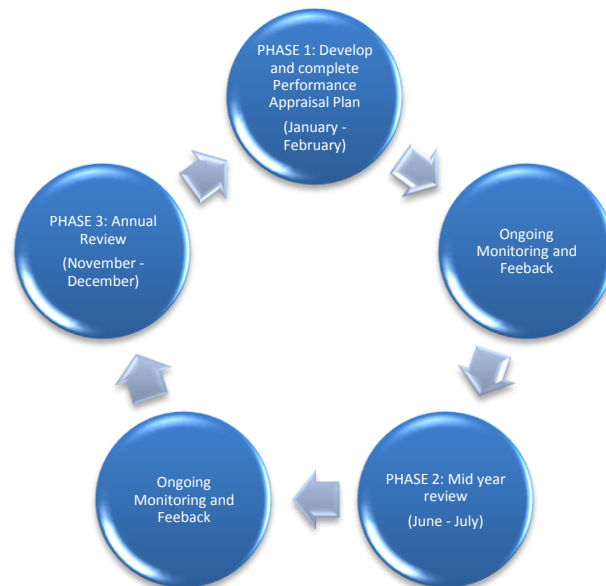 PHASE 1: Develop
and complete
Performance
Appraisal Plan
(January -
February)
Ongoing
Monitoring and
Feeback
PHASE 2: Mid year
review
(June - July)
Ongoing
Monitoring and
Feeback
PHASE 3: Annual
Review
(November -
December)